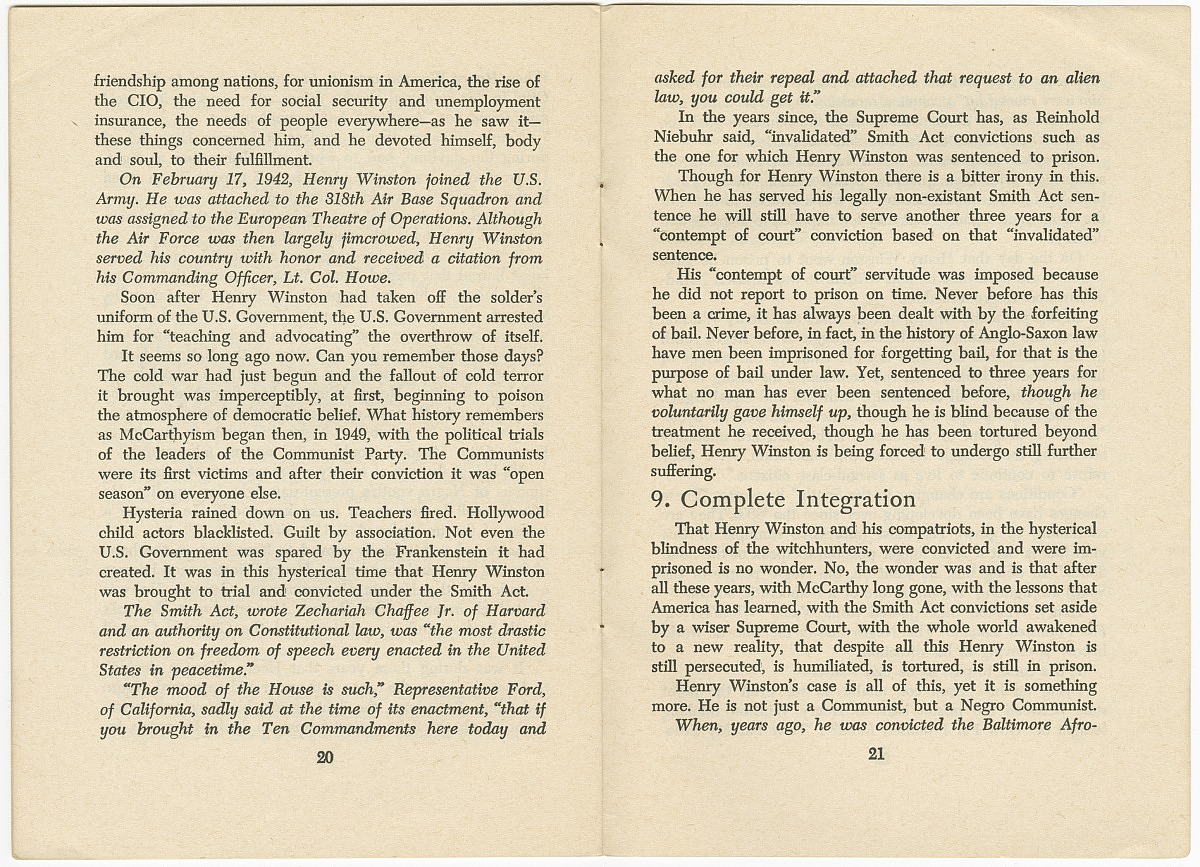 friendship among nations, for unionism in America, the rise of
the CIO, the need for social security and unemployment
insurance, the needs of people everywhere—as he saw it—
these things concerned him, and he devoted himself, body
and soul, to their fulfillment.
On February 17, 1942, Henry Winston joined the U.S.
Army. He was attached to the 318th Air Base Squadron and
was assigned to the European Theatre of Operations. Although
the Air Force was then largely jimcrowed, Henry Winston
served his country with honor and received a citation from
his Commanding Officer, Lt. Col. Howe.
Soon after Henry Winston had taken off the solder's
uniform of the U.S. Government, the U.S. Government arrested
him for "teaching and advocating" the overthrow of itself.
It seems so long ago now. Can you remember those days?
The cold war had just begun and the fallout of cold terror
it brought was imperceptibly, at first, beginning to poison
the atmosphere of democratic belief. What history remembers
as McCarthyism began then, in 1949, with the political trials
of the leaders of the Communist Party. The Communists
were its first victims and after their conviction it was "open
season" on everyone else.
Hysteria rained down on us. Teachers fired. Hollywood
child actors blacklisted. Guilt by association. Not even the
U.S. Government was spared by the Frankenstein it had
created. It was in this hysterical time that Henry Winston
was brought to trial and convicted under the Smith Act.
The Smith Act, wrote Zechariah Chaffee Jr. of Harvard
and an authority on Constitutional law, was "the most drastic
restriction on freedom of speech every enacted in the United
States in peacetime."
"The mood of the House is such," Representative Ford,
of California, sadly said at the time of its enactment, "that if
you brought in the Ten Commandments here today and
20
asked for their repeal and attached that request to an alien
law, you could get it."
In the years since, the Supreme Court has, as Reinhold
Niebuhr said, "invalidated" Smith Act convictions such as
the one for which Henry Winston was sentenced to prison.
Though for Henry Winston there is a bitter irony in this.
When he has served his legally non-existant Smith Act sen-
tence he will still have to serve another three years for a
"contempt of court" conviction based on that "invalidated"
sentence.
His "contempt of court" servitude was imposed because
he did not report to prison on time. Never before has this
been a crime, it has always been dealt with by the forfeiting
of bail. Never before, in fact, in the history of Anglo-Saxon law
have men been imprisoned for forgetting bail, for that is the
purpose of bail under law. Yet, sentenced to three years for
what no man has ever been sentenced before, though he
voluntarily gave himself up, though he is blind because of the
treatment he received, though he has been tortured beyond
belief, Henry Winston is being forced to undergo still further
suffering.
9. Complete Integration
That Henry Winston and his compatriots, in the hysterical
blindness of the witchhunters, were convicted and were im-
prisoned is no wonder. No, the wonder was and is that after
all these years, with McCarthy long gone, with the lessons that
America has learned, with the Smith Act convictions set aside
by a wiser Supreme Court, with the whole world awakened
to a new reality, that despite all this Henry Winston is
still persecuted, is humiliated, is tortured, is still in prison.
Henry Winston's case is all of this, yet it is something
more. He is not just a Communist, but a Negro Communist.
When, years ago, he was convicted the Baltimore Afro-
21